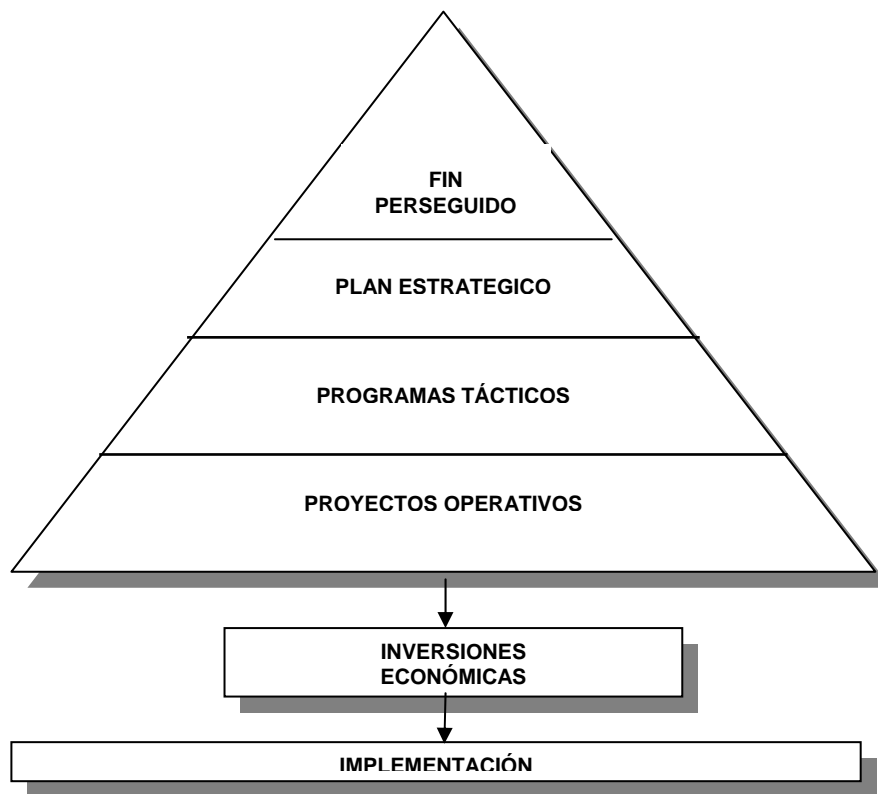 FIN
PERSEGUIDO
PLAN ESTRATEGICO
PROGRAMAS TÁCTICOS
PROYECTOS OPERATIVOS
INVERSIONES
ECONÓMICAS
IMPLEMENTACIÓN